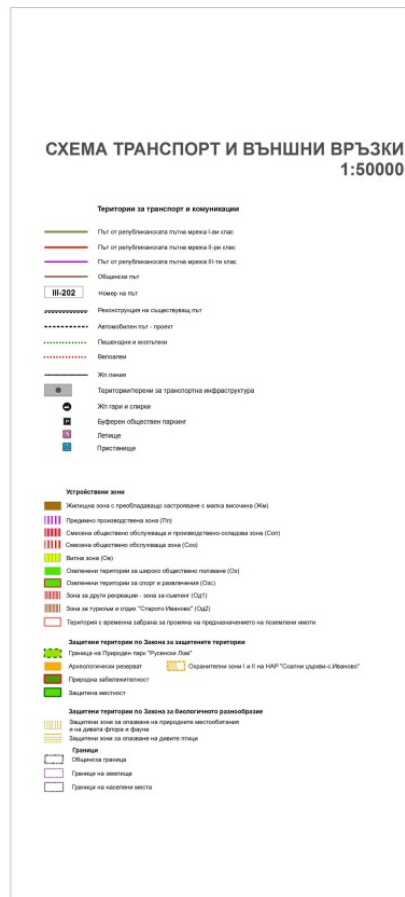 СХЕМА ТРАНСПОРТ И ВЪНШНИ ВРЪЗКИ
1:50000
Територии за транспорт и комуникации
Път от републиканската пътна мрежа I-ви клас
Път от републиканската пътна мрежа II-ри клас
Път от републиканската пътна мрежа III-ти клас
Общински път
III-202 Номер на път
Реконструкция на съществуващ път
Автомобилен път - проект
Пешеходни и екопътеки
Велоалеи
Жп линия
Територии/терени за транспортна инфраструктура
Жп гари и спирки
P Буферен обществен паркинг
Летище
Пристанище
Устройствени зони
Жилищна зона с преобладаващо застрояване с малка височина (Жм)
Предимно производствена зона (Пп)
Смесена обществено обслужваща и производствено-складова зона (Соп)
Смесена обществено обслужваща зона (Соо)
Вилна зона (Ов)
Озеленени територии за широко обществено ползване (Оз)
Озеленени територии за спорт и развлечения (Озс)
Зона за други рекреации - зона за къмпинг (Од1)
Зона за туризъм и отдих "Старото Иваново" (Од2)
Територия с временна забрана за промяна на предназначението на поземлени имоти
Защитени територии по Закона за защитените територии
Граница на Природен парк "Русенски Лом"
Археологически резерват Охранителни зони I и II на НАР "Скални църкви-с.Иваново"
Природна забележителност
Защитена местност
Защитени територии по Закона за биологичното разнообразие
Защитени зони за опазване на природните местообитания
и на дивата флора и фауна
Защитени зони за опазване на дивите птици
Граници
Общинска граница
Граници на землища
Граници на населени места